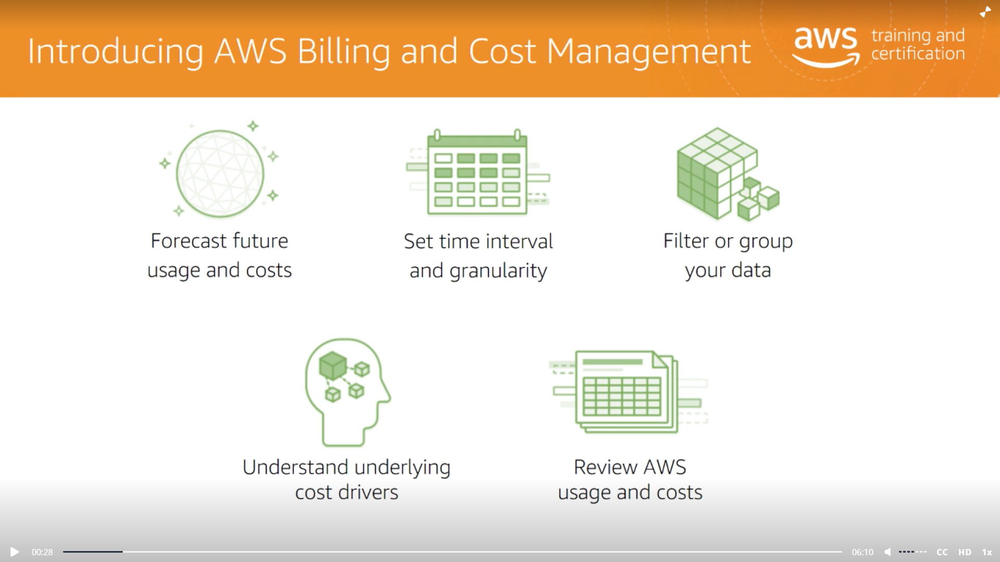 Introducing AWS Billing and Cost Management
aws training and
certification
Forecast future
usage and costs
Set time interval
and granularity
Filter or group
your data
Understand underlying
cost drivers
Review AWS
usage and costs
00:28
06:10
CC
HD
1x